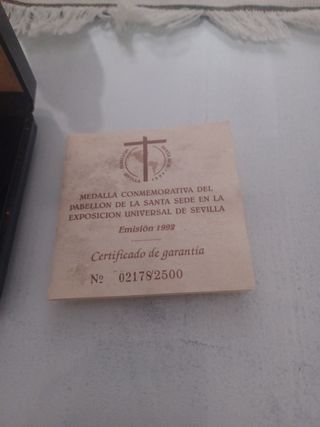 MEDALLA CONMEMORATIVA DEL
PABELLON DE LA SANTA SEDE EN LA
EXPOSICION UNIVERSAL DE SEVILLA
Emisión 1992
Certificado de garantía
Nº 02178/2500